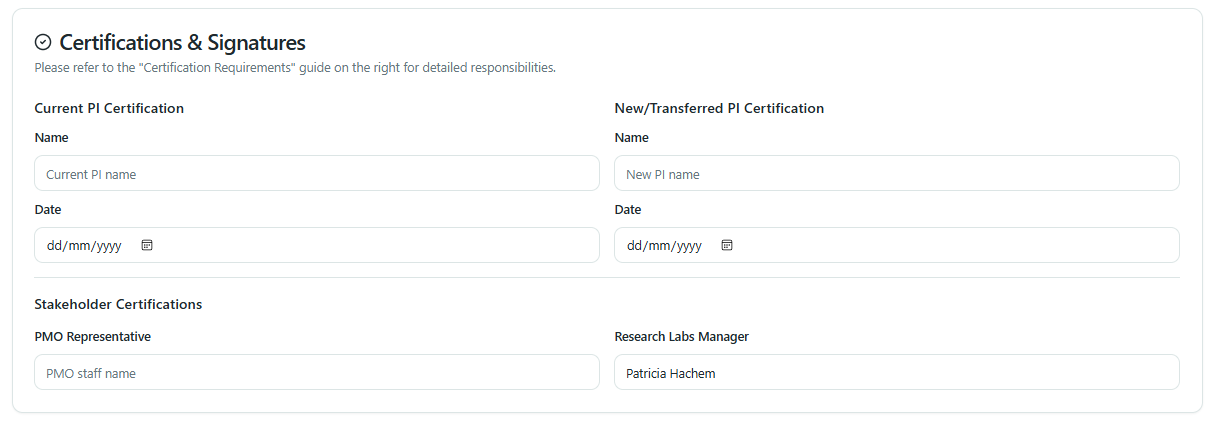 Certifications & Signatures
Please refer to the "Certification Requirements" guide on the right for detailed responsibilities.
Current PI Certification
Name
Current PI name
Date
dd/mm/yyyy
New/Transferred PI Certification
Name
New PI name
Date
dd/mm/yyyy
Stakeholder Certifications
PMO Representative
PMO staff name
Research Labs Manager
Patricia Hachem